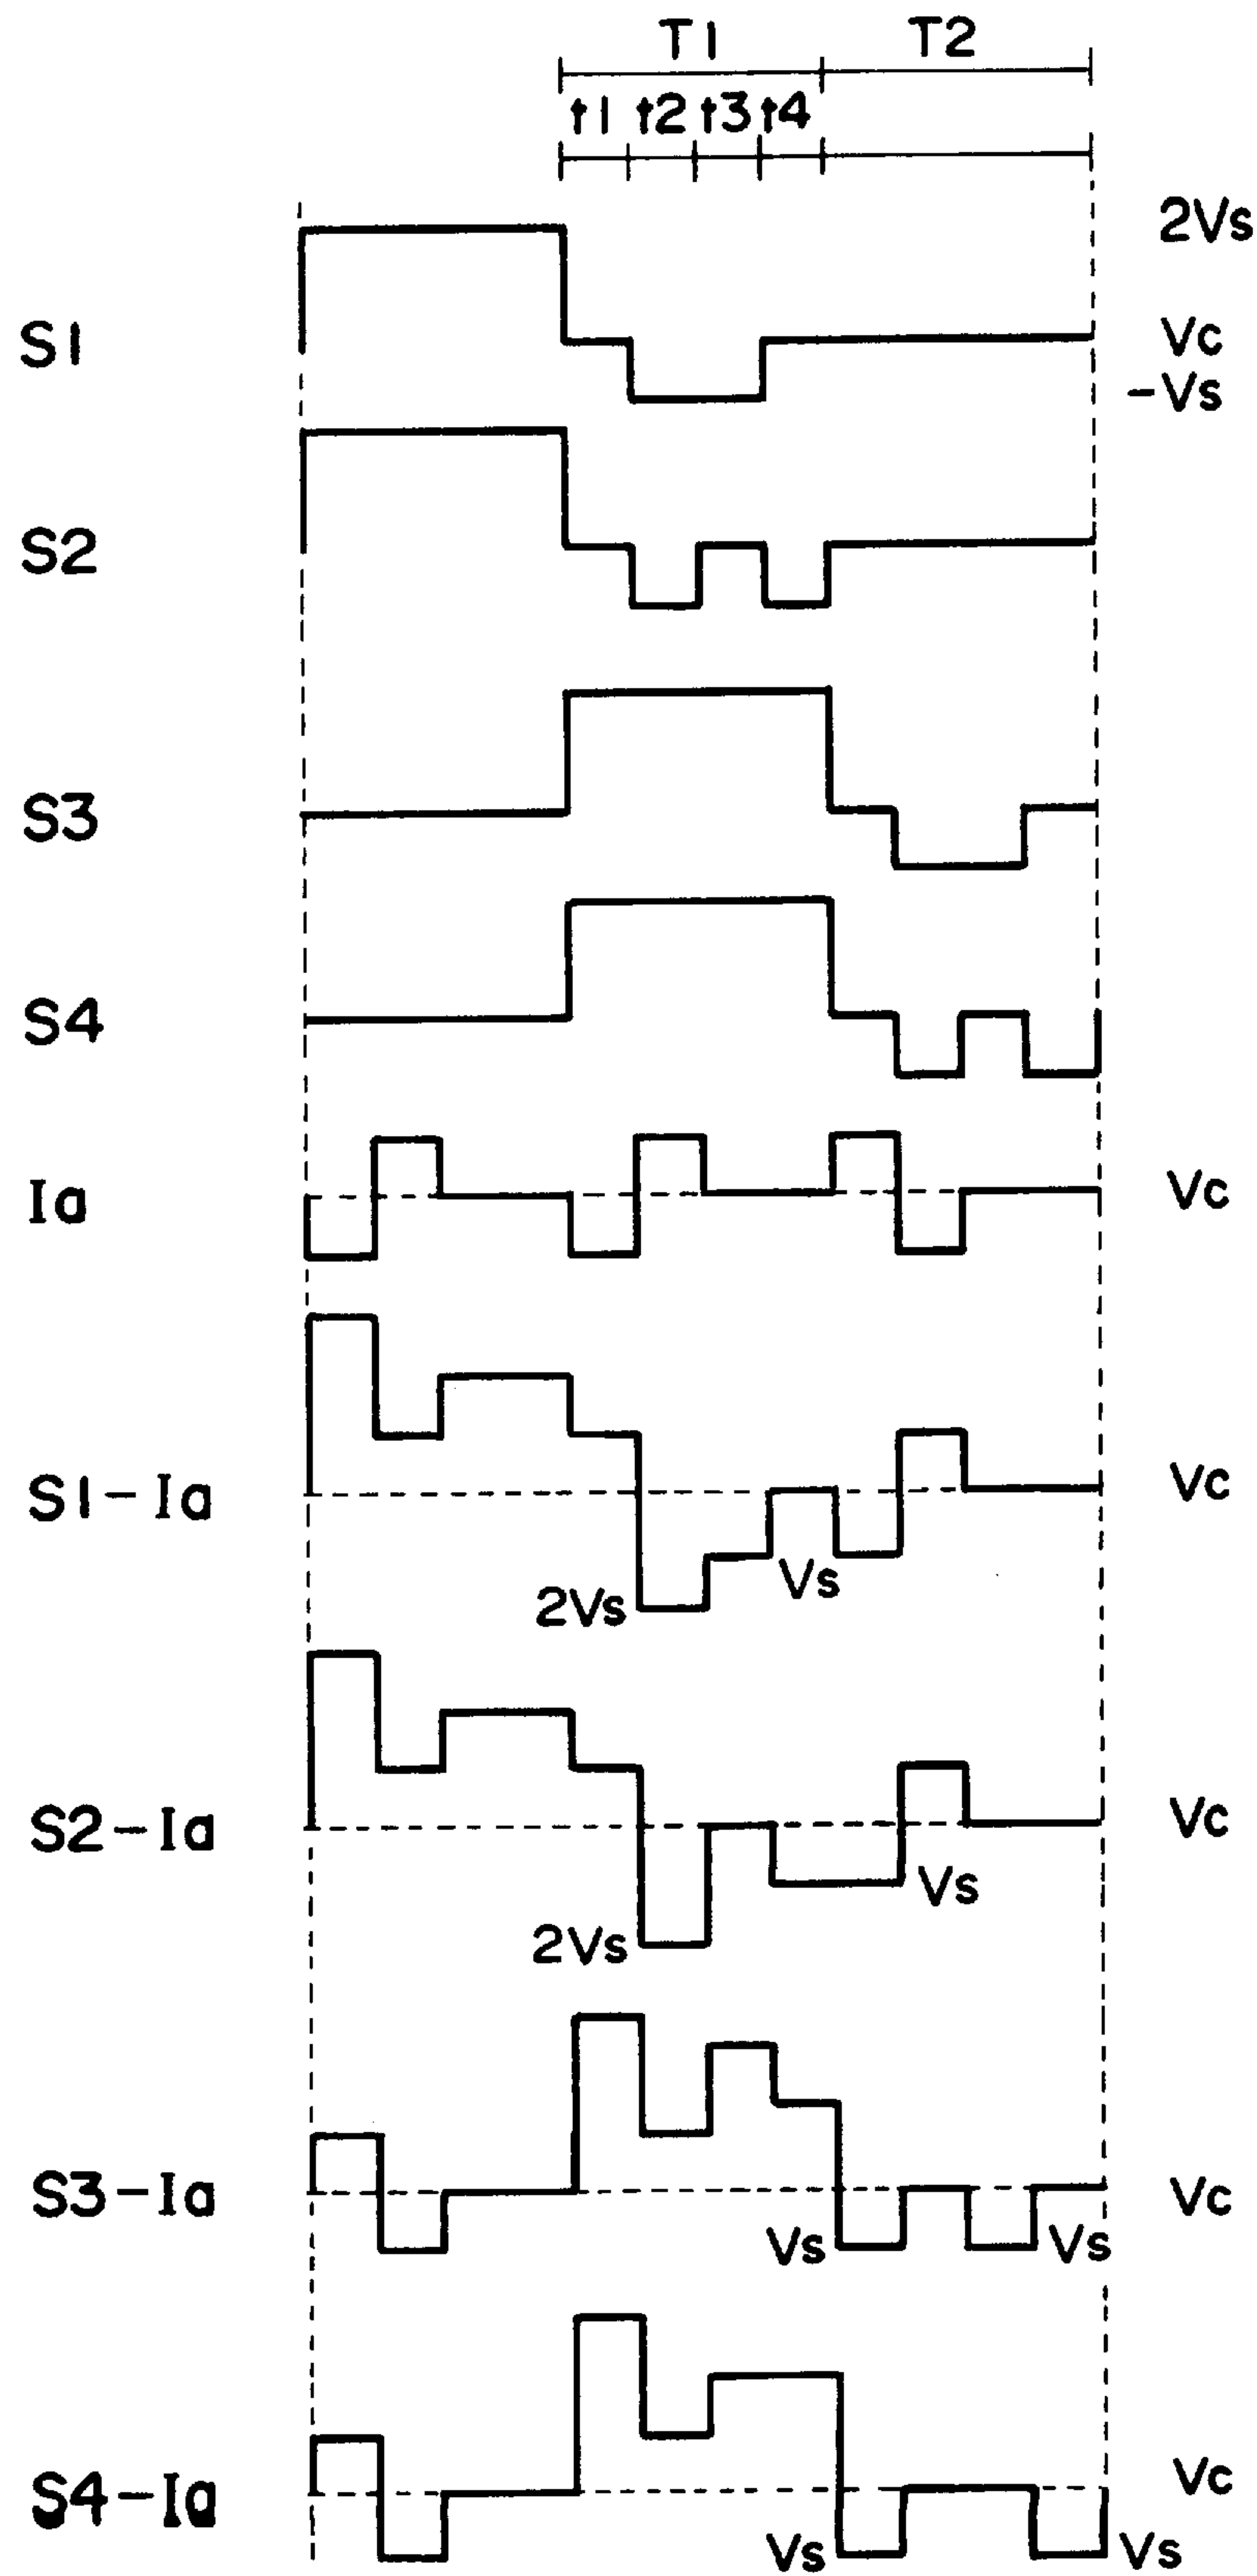 T1 T2
t1 t2 t3 t4
2Vs
S1 Vc
-Vs
S2
S3
S4
Ia Vc
S1-Ia Vc
Vs
2Vs
S2-Ia Vc
Vs
2Vs
S3-Ia Vc
Vs Vs
S4-Ia Vc
Vs Vs